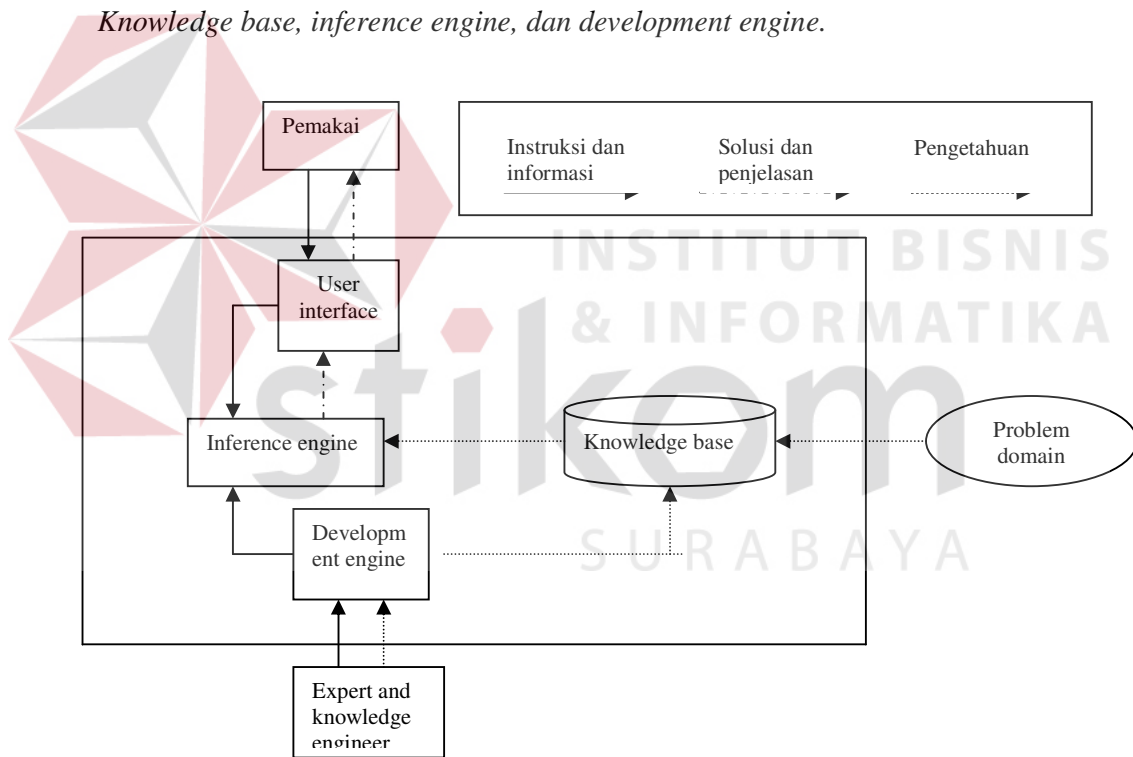 Knowledge base, inference engine, dan development engine.
Pemakai
Instruksi dan
informasi
Solusi dan
penjelasan
Pengetahuan
INSTITUT BISNIS
& INFORMATIKA
stikom
SURABAYA
User
interface
Inference engine
Knowledge base
Problem
domain
Developm
ent engine
Expert and
knowledge
engineer